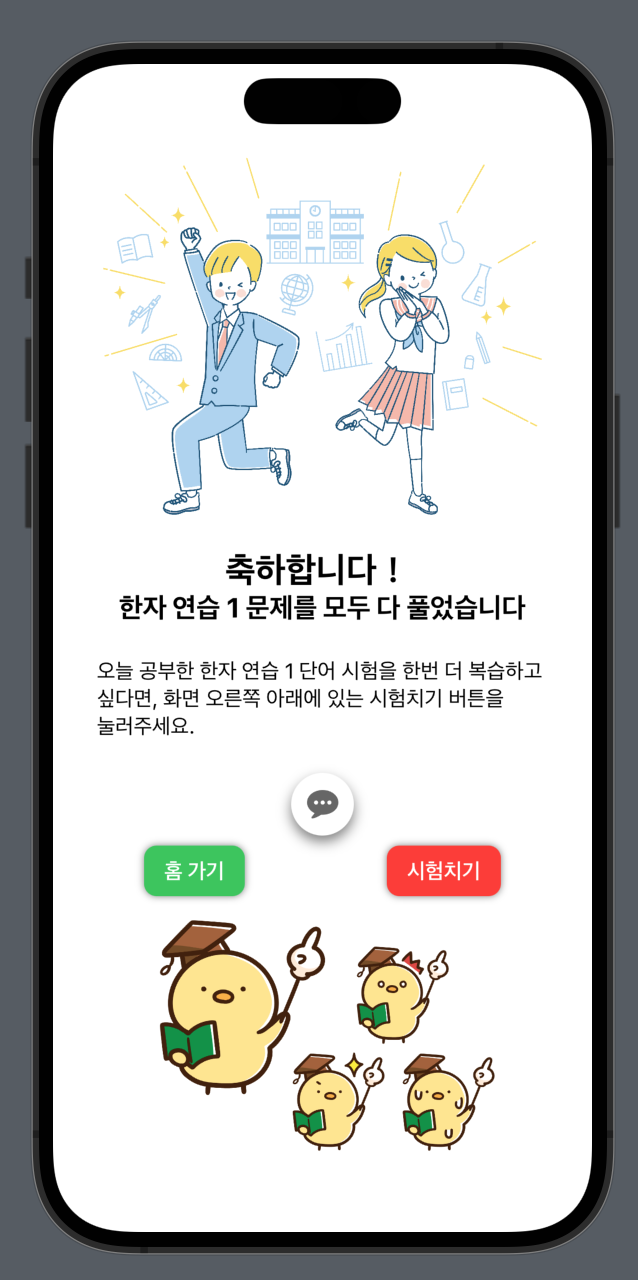 축하합니다 !
한자 연습 1 문제를 모두 다 풀었습니다
오늘 공부한 한자 연습 1 단어 시험을 한번 더 복습하고
싶다면, 화면 오른쪽 아래에 있는 시험치기 버튼을
눌러주세요.
홈 가기
시험치기